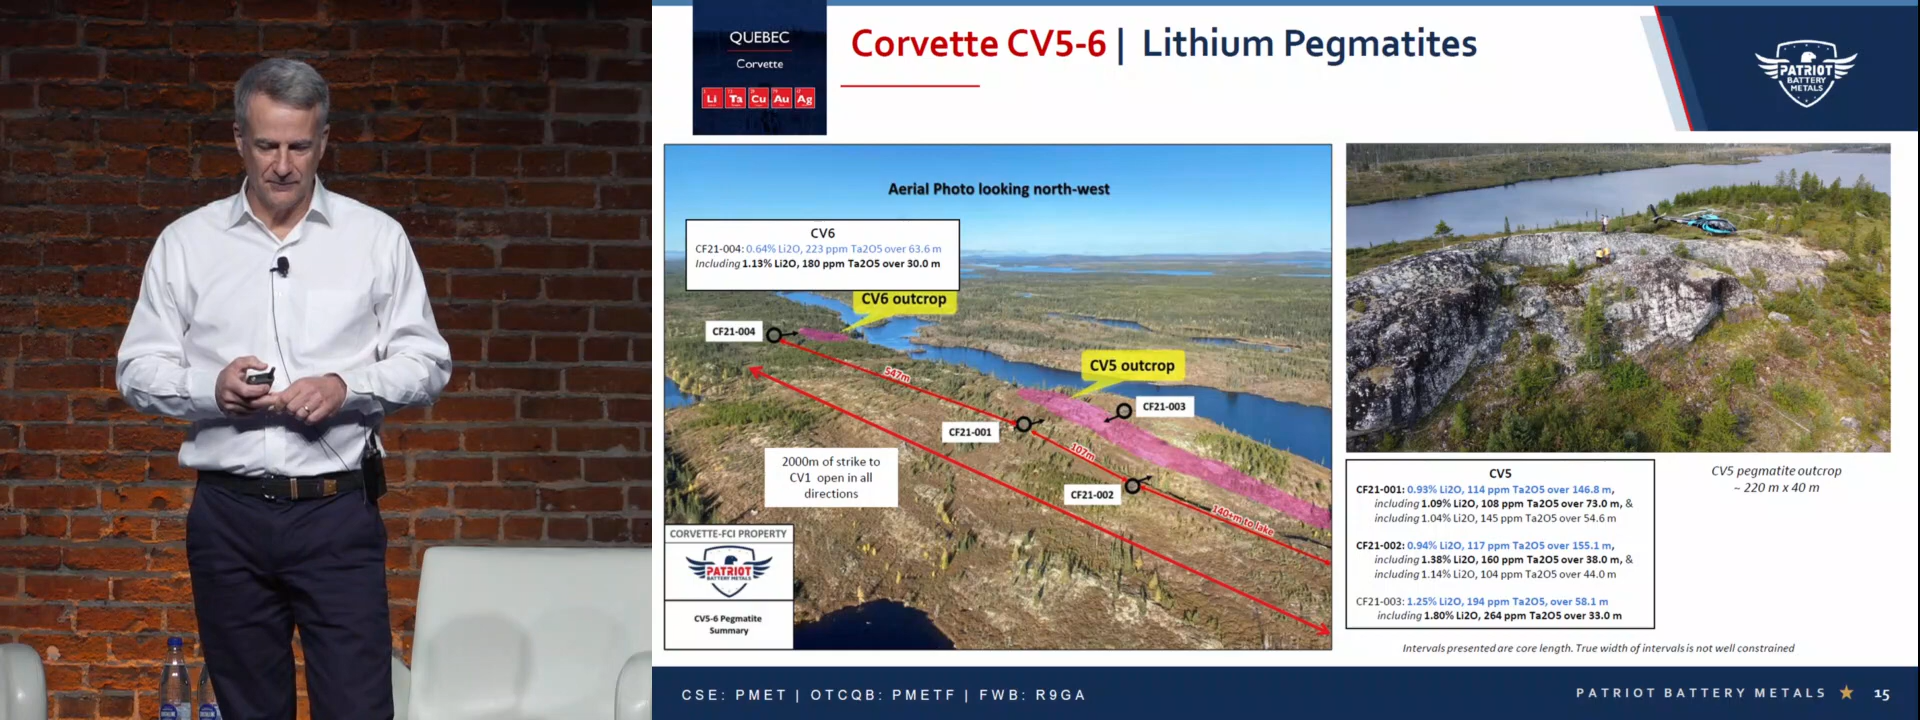 QUEBEC
Corvette
Li Ta Cu Au Ag
Corvette CV5-6 | Lithium Pegmatites
PATRIOT
BATTERY
METALS
Aerial Photo looking north-west
CV6
CF21-004: 0.64% Li2O, 223 ppm Ta2O5 over 63.6 m
Including 1.13% Li2O, 180 ppm Ta2O5 over 30.0 m
CV6 outcrop
CF21-004
547m
CV5 outcrop
CF21-003
CF21-001
107m
CF21-002
140+m to lake
2000m of strike to
CV1 open in all
directions
CORVETTE-FCI PROPERTY
PATRIOT
BATTERY METALS
CV5-6 Pegmatite
Summary
CV5
CF21-001: 0.93% Li2O, 114 ppm Ta2O5 over 146.8 m,
including 1.09% Li2O, 108 ppm Ta2O5 over 73.0 m, &
including 1.04% Li2O, 145 ppm Ta2O5 over 54.6 m
CF21-002: 0.94% Li2O, 117 ppm Ta2O5 over 155.1 m,
including 1.38% Li2O, 160 ppm Ta2O5 over 38.0 m, &
including 1.14% Li2O, 104 ppm Ta2O5 over 44.0 m
CF21-003: 1.25% Li2O, 194 ppm Ta2O5, over 58.1 m
including 1.80% Li2O, 264 ppm Ta2O5 over 33.0 m
CV5 pegmatite outcrop
~ 220 m x 40 m
Intervals presented are core length. True width of intervals is not well constrained
CSE: PMET | OTCQB: PMETF | FWB: R9GA
PATRIOT BATTERY METALS ★ 15